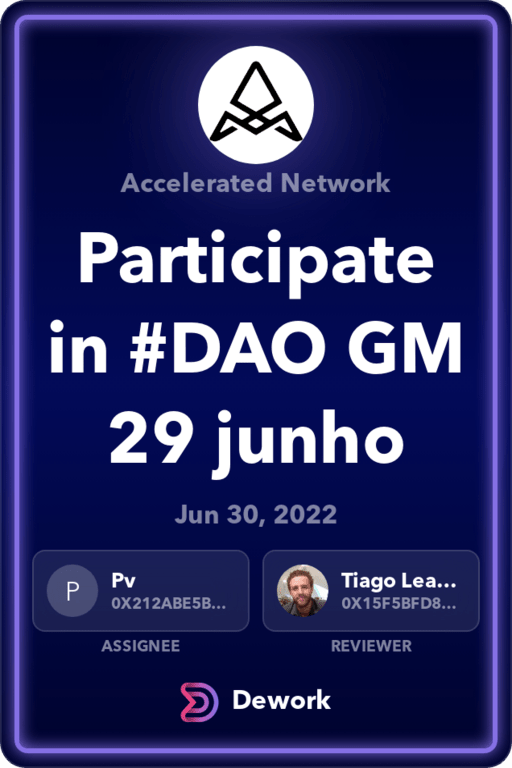 Accelerated Network
Participate
in #DAO GM
29 junho
Jun 30, 2022
P
Pv
0X212ABE5B...
Tiago Lea...
0X15F5BFD8...
ASSIGNEE
REVIEWER
Dework